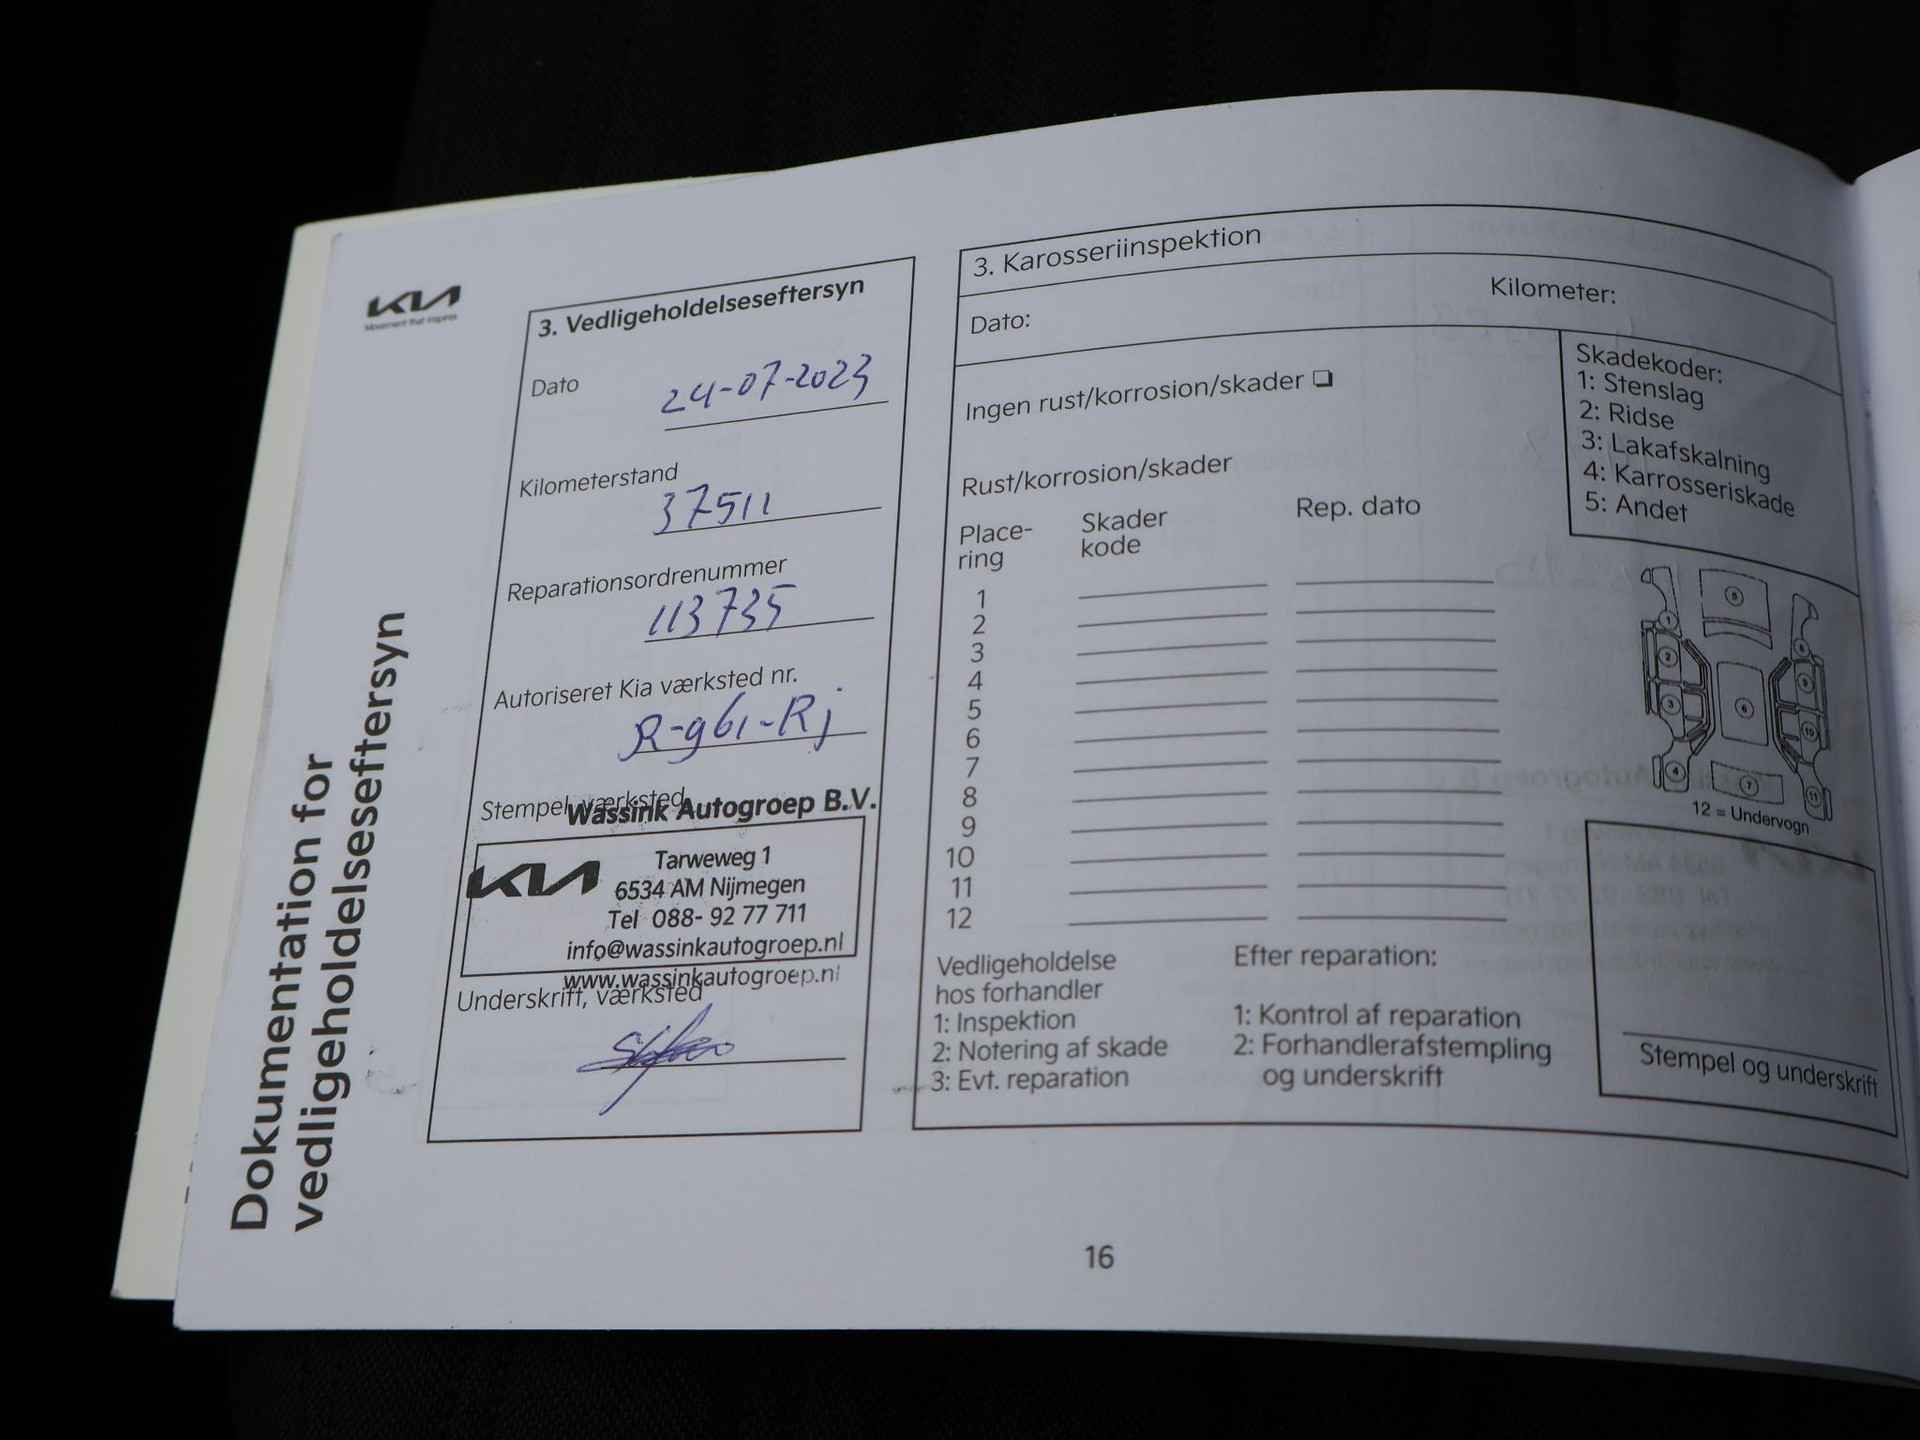 KIA
Movement that inspires
Dokumentation for
vedligeholdelseseftersyn
3. Vedligeholdelseseftersyn
Dato
24-07-2023
Kilometerstand
37511
Reparationsordrenummer
113735
Autoriseret Kia værksted nr.
R-961-Rj
Stempel, værksted
Wassink Autogroep B.V.
KIA
Tarweweg 1
6534 AM Nijmegen
Tel 088- 92 77 711
info@wassinkautogroep.nl
www.wassinkautogroep.nl
Underskrift, værksted
3. Karosseriinspektion
Dato:
Kilometer:
Ingen rust/korrosion/skader ❏
Rust/korrosion/skader
Place-
ring
Skader
kode
Rep. dato
1
2
3
4
5
6
7
8
9
10
11
12
Skadekoder:
1: Stenslag
2: Ridse
3: Lakafskalning
4: Karrosseriskade
5: Andet
12 = Undervogn
Vedligeholdelse
hos forhandler
1: Inspektion
2: Notering af skade
3: Evt. reparation
Efter reparation:
1: Kontrol af reparation
2: Forhandlerafstempling
og underskrift
Stempel og underskrift
16